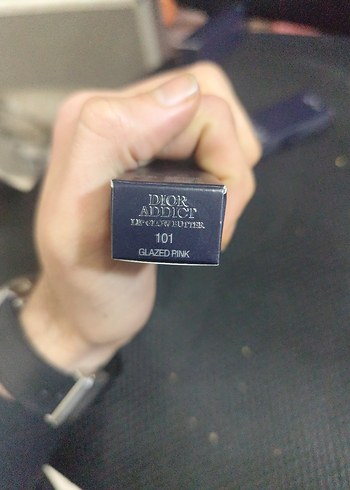 DIOR
ADDICT
LIP GLOW BUTTER
101
GLAZED PINK